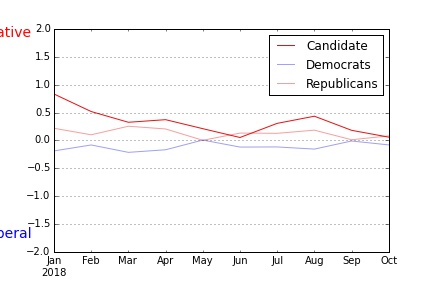 ative
2.0
1.5
1.0
0.5
0.0
−0.5
−1.0
−1.5
−2.0
beral
Candidate
Democrats
Republicans
Jan Feb Mar Apr May Jun Jul Aug Sep Oct
2018